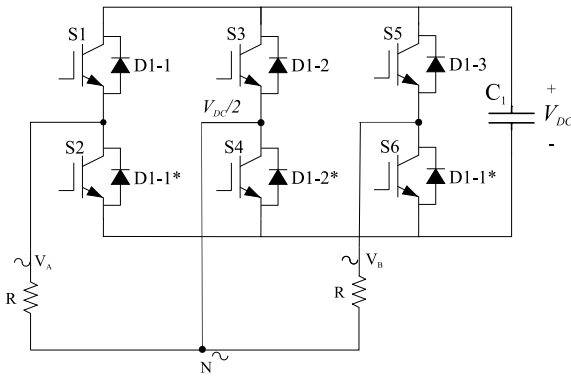 S1
D1-1
S3
D1-2
S5
D1-3
C1
+
VDC
-
VDC/2
S2
D1-1*
S4
D1-2*
S6
D1-1*
VA
R
VB
R
N